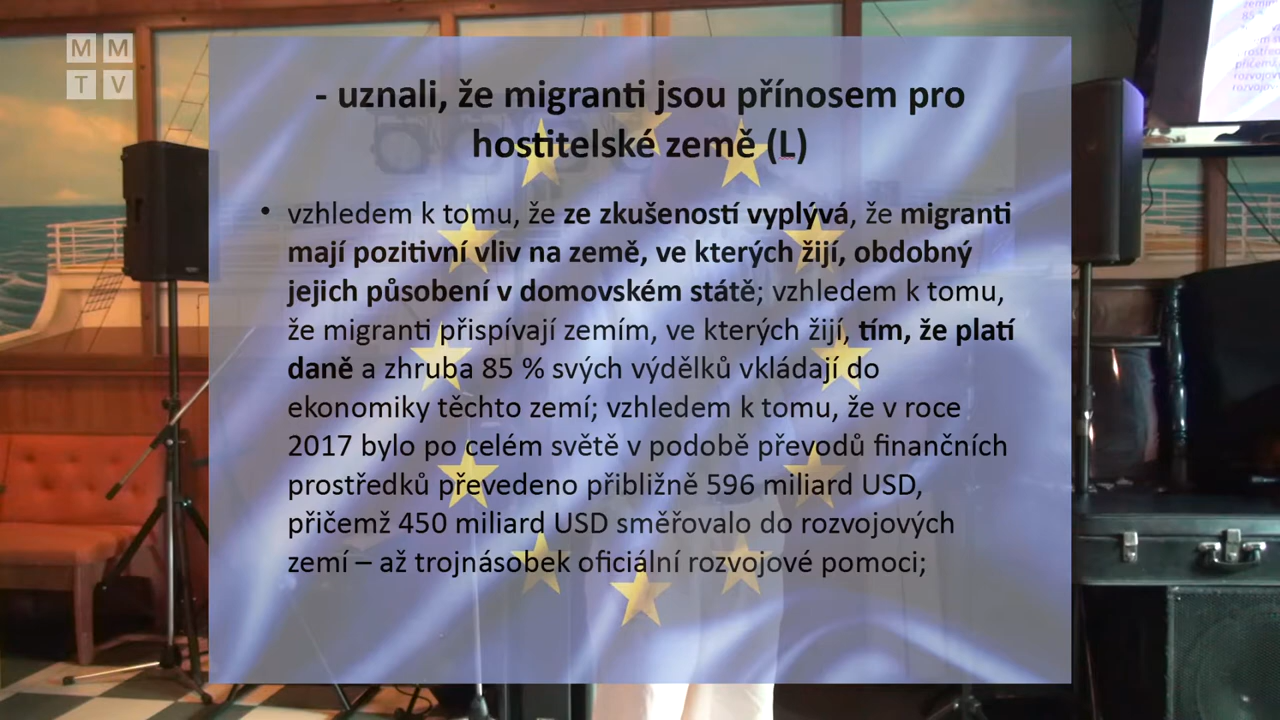 MM
TV
- uznali, že migranti jsou přínosem pro
hostitelské země (L)
• vzhledem k tomu, že ze zkušeností vyplývá, že migranti
mají pozitivní vliv na země, ve kterých žijí, obdobný
jejich působení v domovském státě; vzhledem k tomu,
že migranti přispívají zemím, ve kterých žijí, tím, že platí
daně a zhruba 85 % svých výdělků vkládají do
ekonomiky těchto zemí; vzhledem k tomu, že v roce
2017 bylo po celém světě v podobě převodů finančních
prostředků převedeno přibližně 596 miliard USD,
přičemž 450 miliard USD směřovalo do rozvojových
zemí – až trojnásobek oficiální rozvojové pomoci;